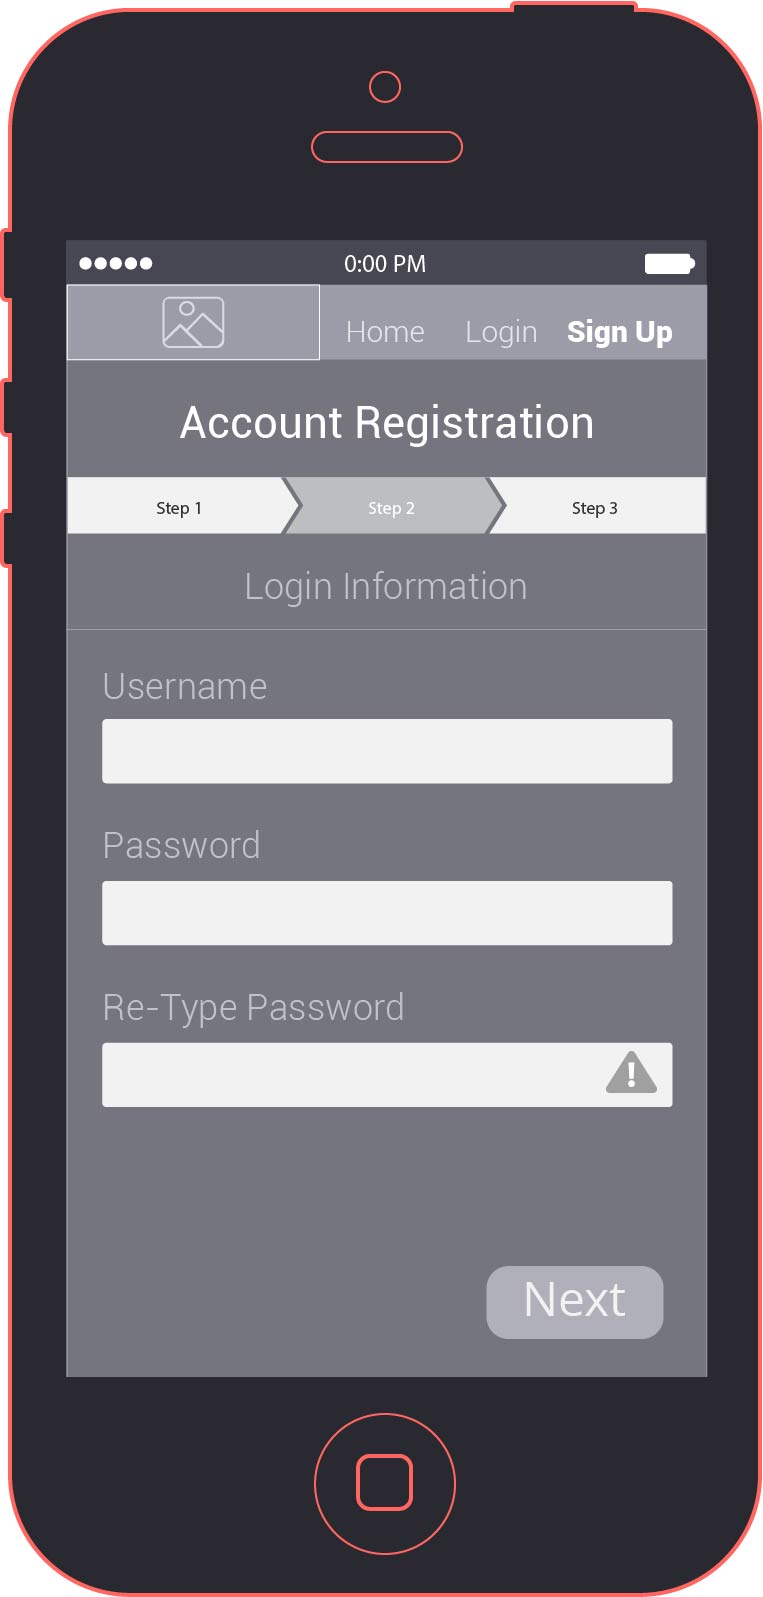 0:00 PM
Home Login Sign Up
Account Registration
Step 1 Step 2 Step 3
Login Information
Username
Password
Re-Type Password
Next